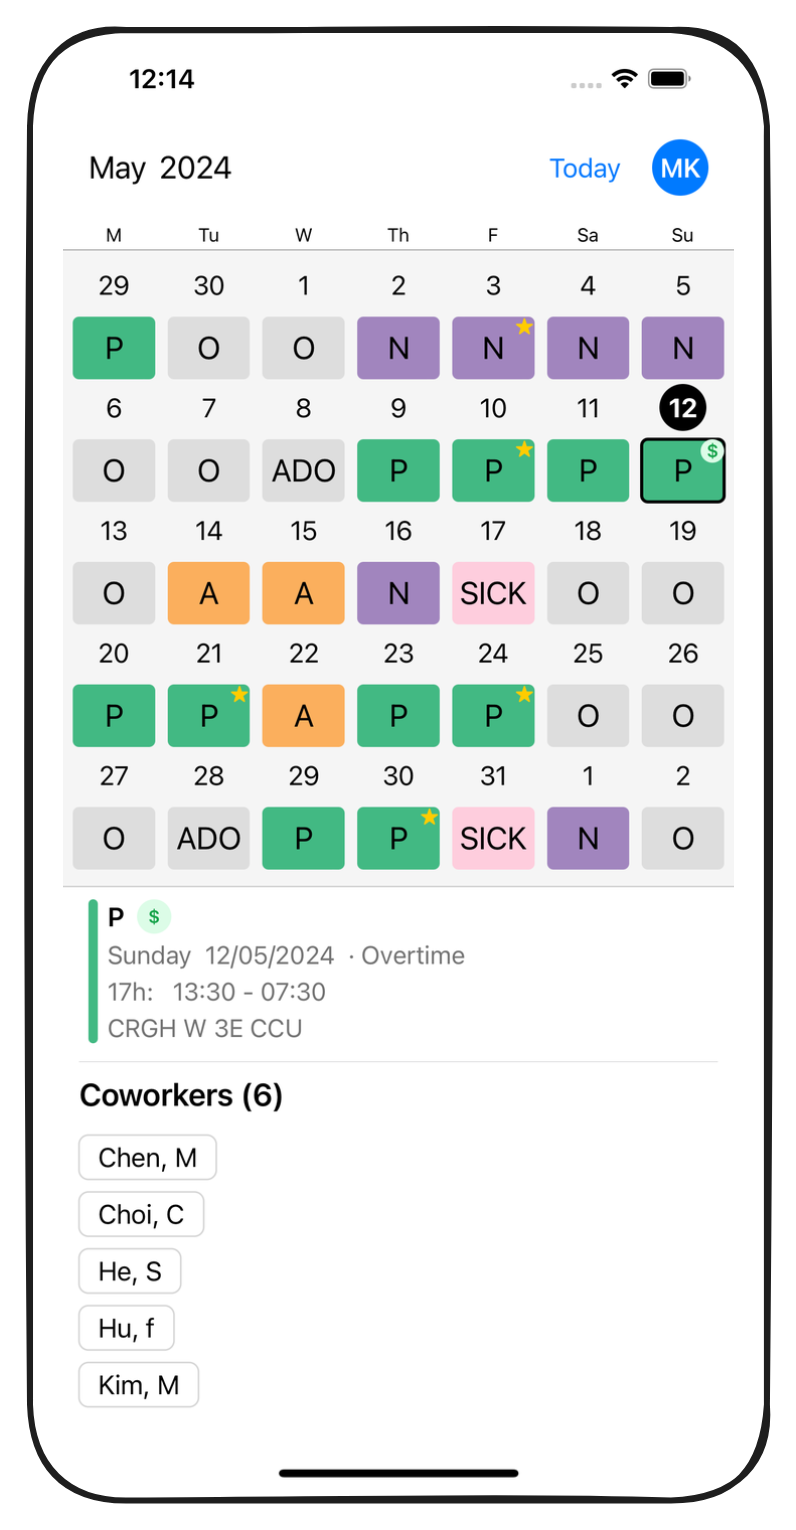 12:14
May 2024 Today MK
M Tu W Th F Sa Su
29 30 1 2 3 4 5
P O O N N N N
6 7 8 9 10 11 12
O O ADO P P P P $
13 14 15 16 17 18 19
O A A N SICK O O
20 21 22 23 24 25 26
P P A P P O O
27 28 29 30 31 1 2
O ADO P P SICK N O
P $
Sunday 12/05/2024 · Overtime
17h: 13:30 - 07:30
CRGH W 3E CCU
Coworkers (6)
Chen, M
Choi, C
He, S
Hu, f
Kim, M